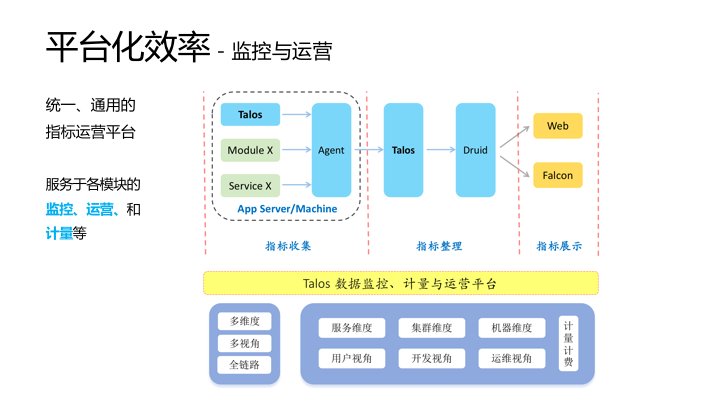 平台化效率 - 监控与运营
统一、通用的
指标运营平台
服务于各模块的
监控、运营、和
计量等
Talos
Module X
Service X
Agent
App Server/Machine
Talos
Druid
Web
Falcon
指标收集
指标整理
指标展示
Talos 数据监控、计量与运营平台
多维度
多视角
全链路
服务维度
集群维度
机器维度
用户视角
开发视角
运维视角
计
量
计
费